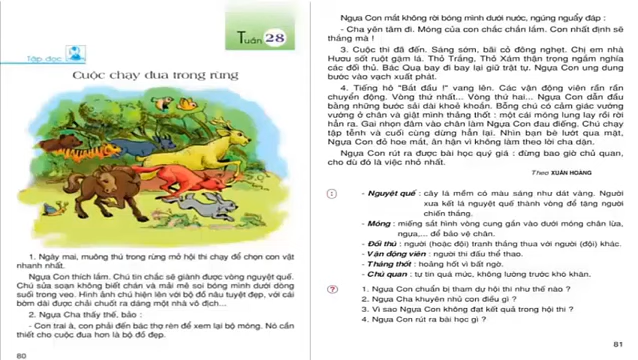 Tuần 28
Tập đọc
Cuộc chạy đua trong rừng
1. Ngày mai, muông thú trong rừng mở hội thi chạy để chọn con vật
nhanh nhất.
Ngựa Con thích lắm. Chú tin chắc sẽ giành được vòng nguyệt quế.
Chú sửa soạn không biết chán và mải mê soi bóng mình dưới dòng
suối trong veo. Hình ảnh chú hiện lên với bộ đồ nâu tuyệt đẹp, với cái
bờm dài được chải chuốt ra dáng một nhà vô địch...
2. Ngựa Cha thấy thế, bảo :
- Con trai à, con phải đến bác thợ rèn để xem lại bộ móng. Nó cần
thiết cho cuộc đua hơn là bộ đồ đẹp.
80
Ngựa Con mắt không rời bóng mình dưới nước, ngúng nguẩy đáp :
- Cha yên tâm đi. Móng của con chắc chắn lắm. Con nhất định sẽ
thắng mà !
3. Cuộc thi đã đến. Sáng sớm, bãi cỏ đông nghẹt. Chị em nhà
Hươu sốt ruột gặm lá. Thỏ Trắng, Thỏ Xám thận trọng ngắm nghía
các đối thủ. Bác Quạ bay đi bay lại giữ trật tự. Ngựa Con ung dung
bước vào vạch xuất phát.
4. Tiếng hô "Bắt đầu !" vang lên. Các vận động viên rần rần
chuyển động. Vòng thứ nhất... Vòng thứ hai... Ngựa Con dẫn đầu
bằng những bước sải dài khoẻ khoắn. Bỗng chú có cảm giác vướng
vướng ở chân và giật mình thảng thốt : một cái móng lung lay rồi rời
hẳn ra. Gai nhọn đâm vào chân làm Ngựa Con đau điếng. Chú chạy
tập tễnh và cuối cùng dừng hẳn lại. Nhìn bạn bè lướt qua mặt,
Ngựa Con đỏ hoe mắt, ân hận vì không làm theo lời cha dặn.
Ngựa Con rút ra được bài học quý giá : đừng bao giờ chủ quan,
cho dù đó là việc nhỏ nhất.
Theo XUÂN HOÀNG
- Nguyệt quế : cây lá mềm có màu sáng như dát vàng. Người
xưa kết lá nguyệt quế thành vòng để tặng người
chiến thắng.
- Móng : miếng sắt hình vòng cung gắn vào dưới móng chân lừa,
ngựa,... để bảo vệ chân.
- Đối thủ : người (hoặc đội) tranh thắng thua với người (đội) khác.
- Vận động viên : người thi đấu thể thao.
- Thảng thốt : hoảng hốt vì bất ngờ.
- Chủ quan : tự tin quá mức, không lường trước khó khăn.
? 1. Ngựa Con chuẩn bị tham dự hội thi như thế nào ?
2. Ngựa Cha khuyên nhủ con điều gì ?
3. Vì sao Ngựa Con không đạt kết quả trong hội thi ?
4. Ngựa Con rút ra bài học gì ?
81